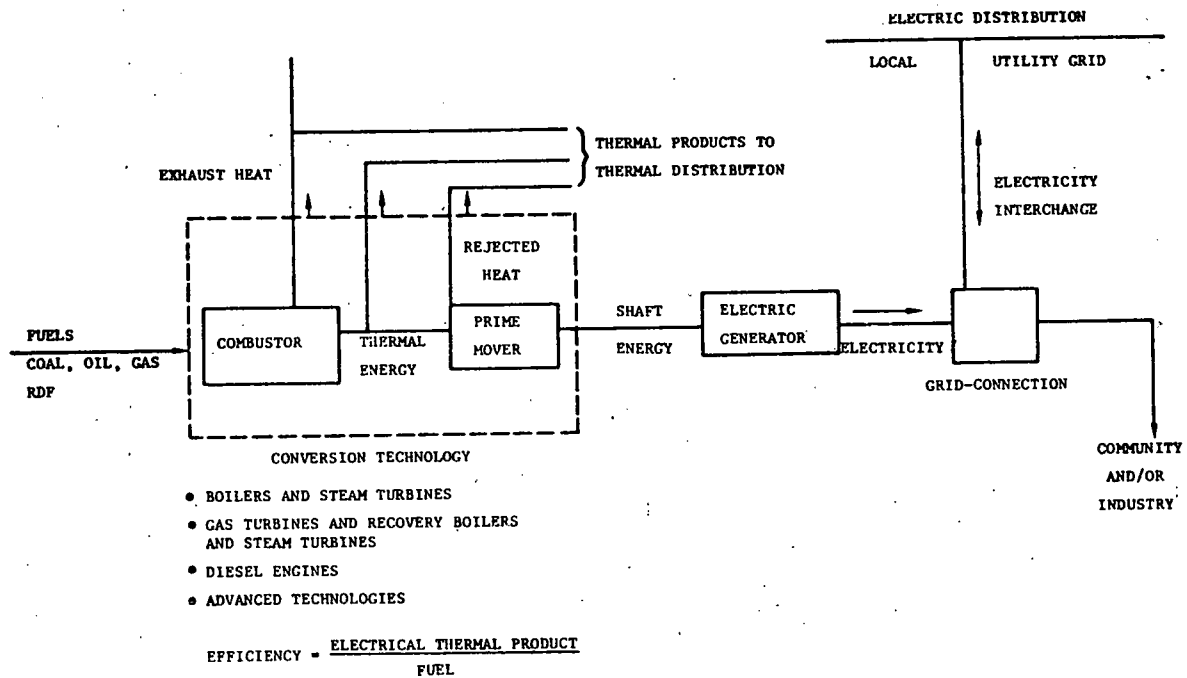 ELECTRIC DISTRIBUTION
LOCAL
UTILITY GRID
THERMAL PRODUCTS TO
THERMAL DISTRIBUTION
EXHAUST HEAT
ELECTRICITY
INTERCHANGE
REJECTED
HEAT
FUELS
COAL, OIL, GAS
RDF
COMBUSTOR
THERMAL
ENERGY
PRIME
MOVER
SHAFT
ENERGY
ELECTRIC
GENERATOR
ELECTRICITY
GRID-CONNECTION
COMMUNITY
AND/OR
INDUSTRY
CONVERSION TECHNOLOGY
• BOILERS AND STEAM TURBINES
• GAS TURBINES AND RECOVERY BOILERS
AND STEAM TURBINES
• DIESEL ENGINES
• ADVANCED TECHNOLOGIES
EFFICIENCY = ELECTRICAL THERMAL PRODUCT
FUEL